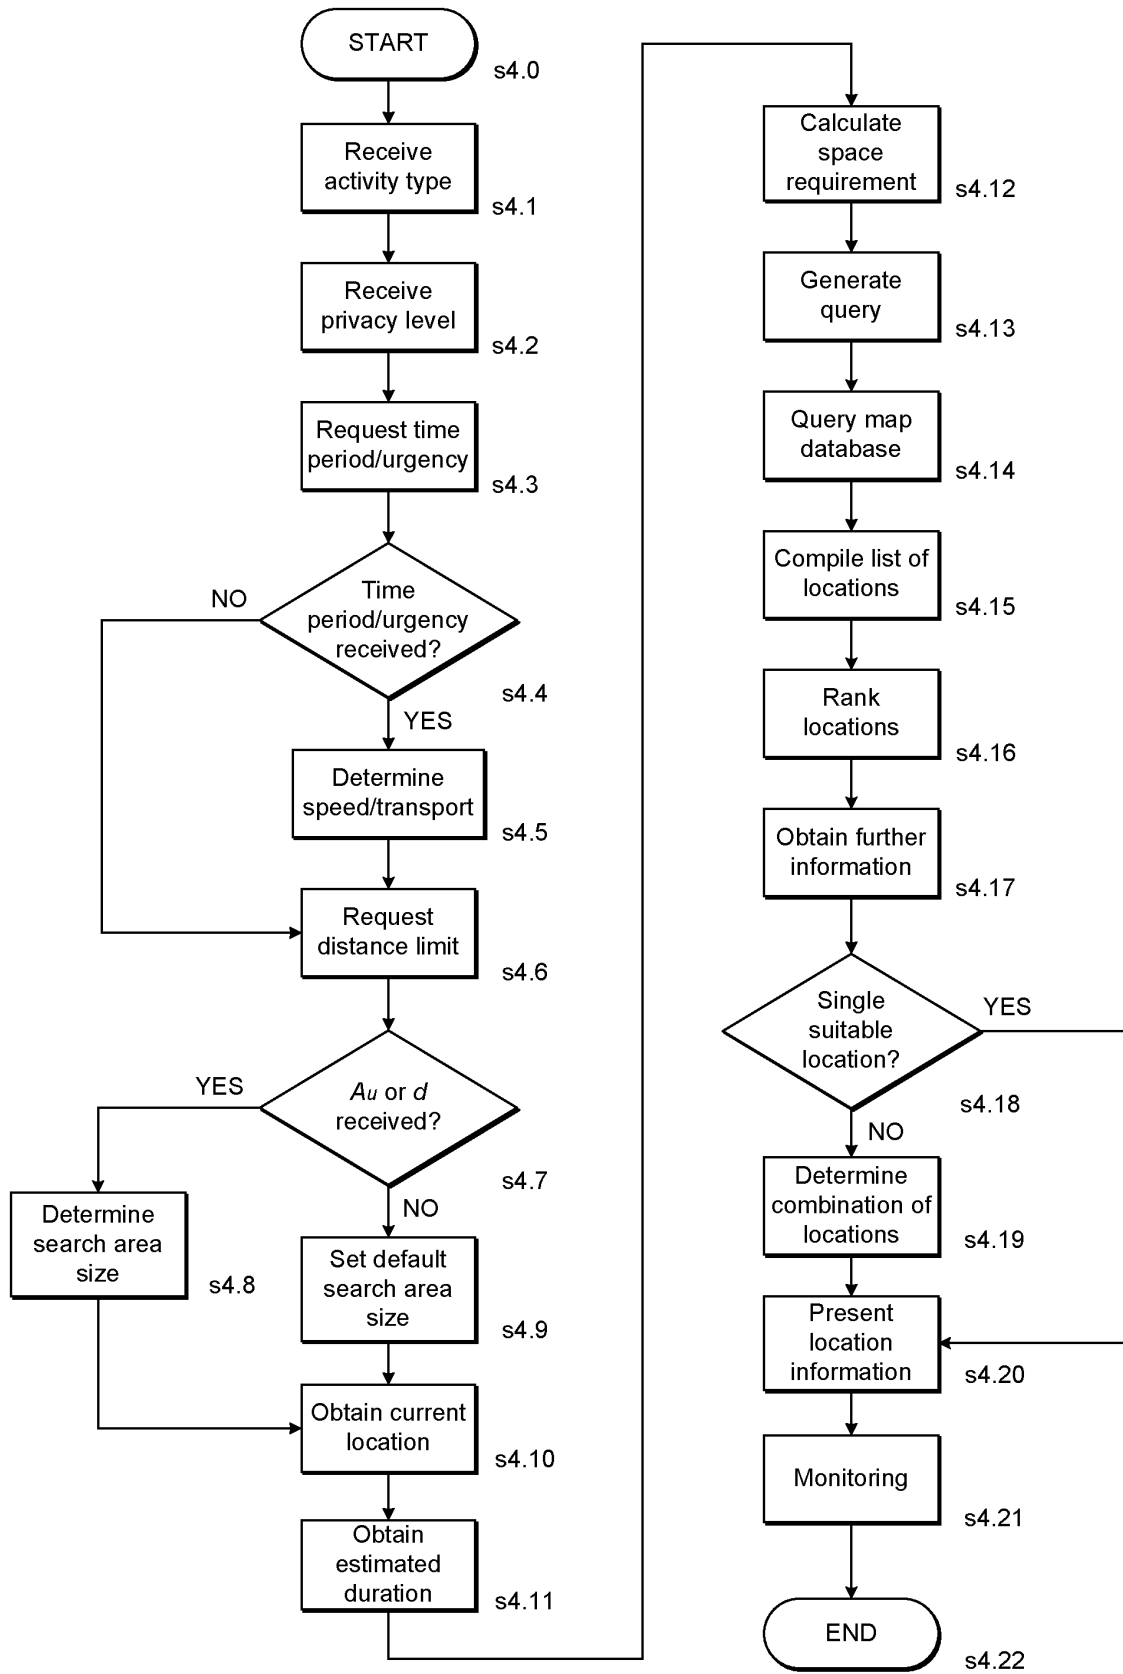 START
s4.0
Receive
activity type
s4.1
Receive
privacy level
s4.2
Request time
period/urgency
s4.3
Time
period/urgency
received?
NO
s4.4
YES
Determine
speed/transport
s4.5
Request
distance limit
s4.6
Au or d
received?
YES
s4.7
NO
Determine
search area
size
s4.8
Set default
search area
size
s4.9
Obtain current
location
s4.10
Obtain
estimated
duration
s4.11
Calculate
space
requirement
s4.12
Generate
query
s4.13
Query map
database
s4.14
Compile list of
locations
s4.15
Rank
locations
s4.16
Obtain further
information
s4.17
Single
suitable
location?
YES
s4.18
NO
Determine
combination of
locations
s4.19
Present
location
information
s4.20
Monitoring
s4.21
END
s4.22